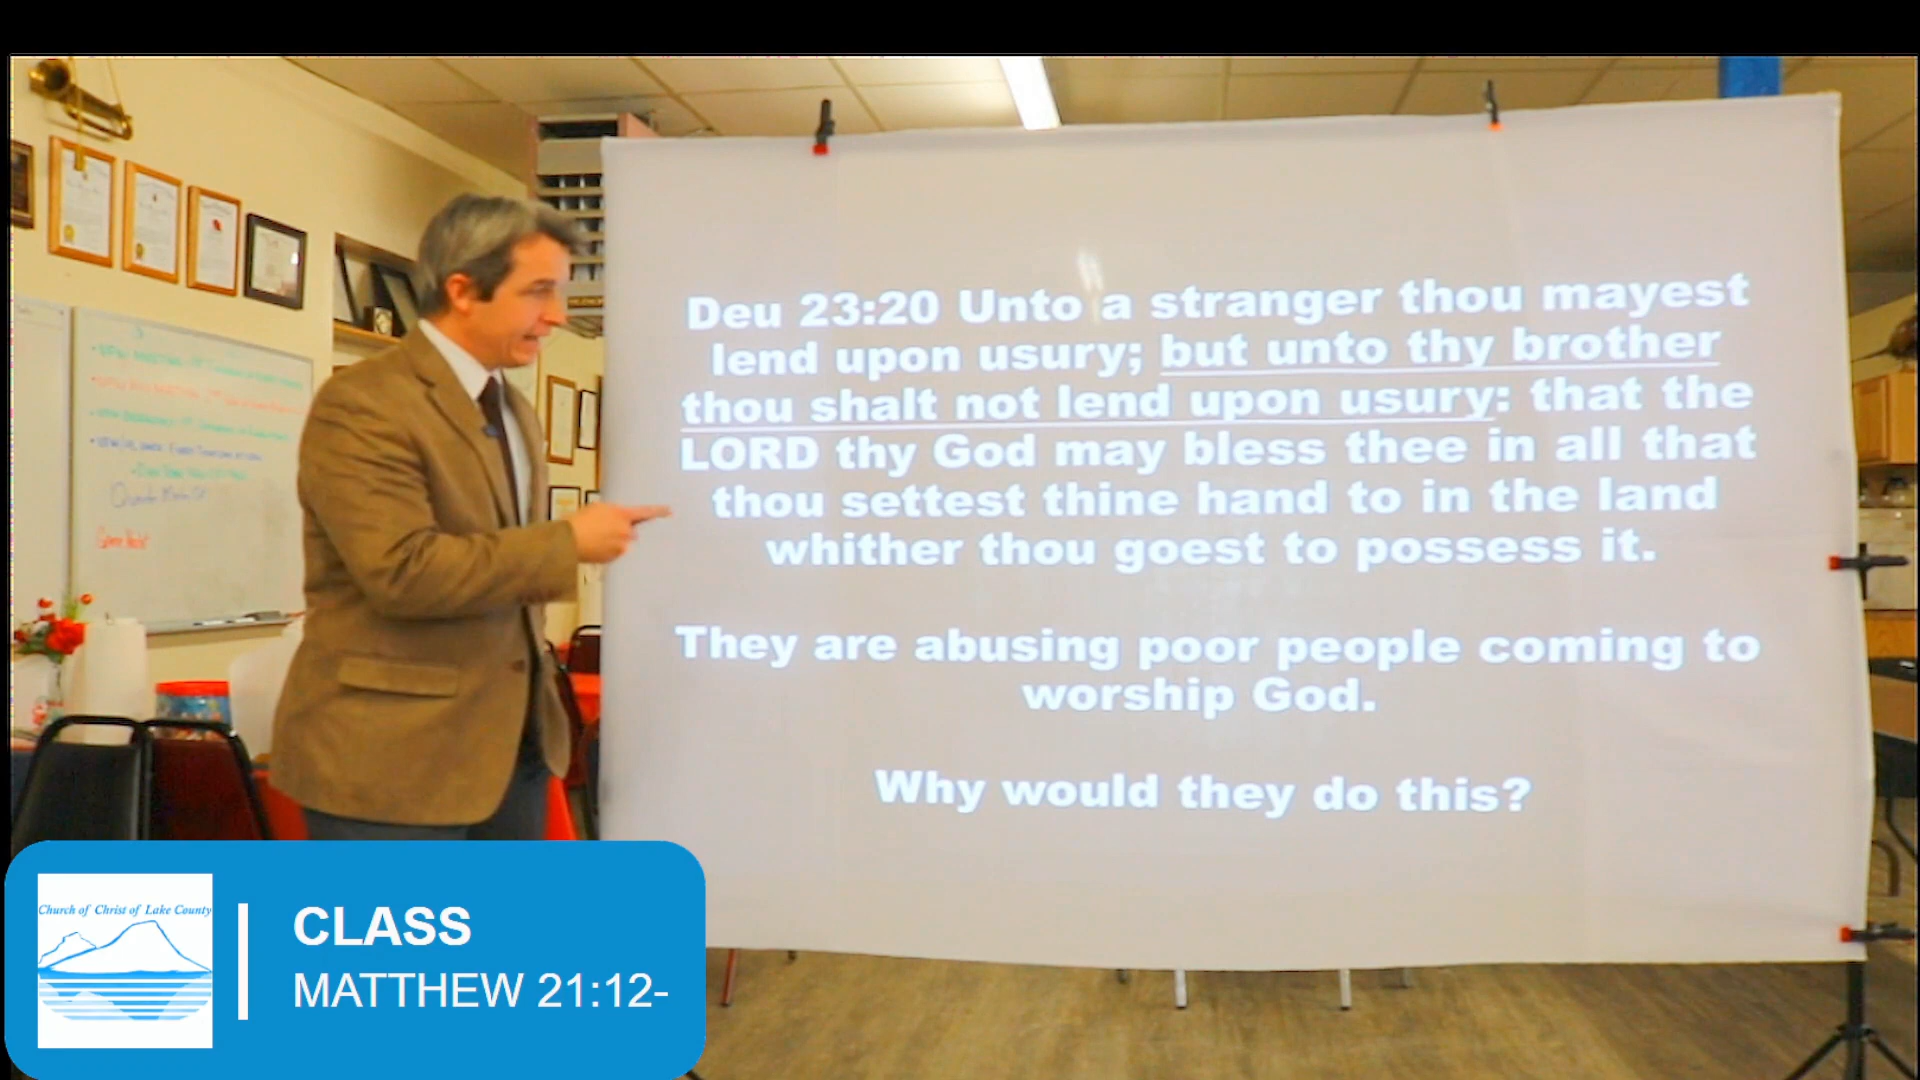 Deu 23:20 Unto a stranger thou mayest
lend upon usury; but unto thy brother
thou shalt not lend upon usury: that the
LORD thy God may bless thee in all that
thou settest thine hand to in the land
whither thou goest to possess it.
They are abusing poor people coming to
worship God.
Why would they do this?
Church of Christ of Lake County
CLASS
MATTHEW 21:12-